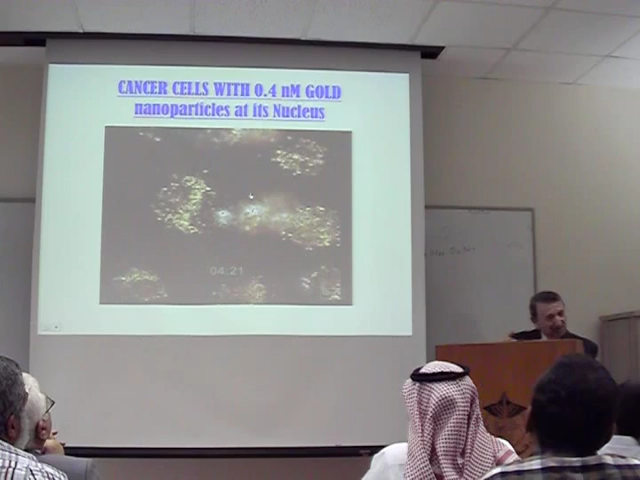 CANCER CELLS WITH 0.4 nM GOLD
nanoparticles at its Nucleus
04:21